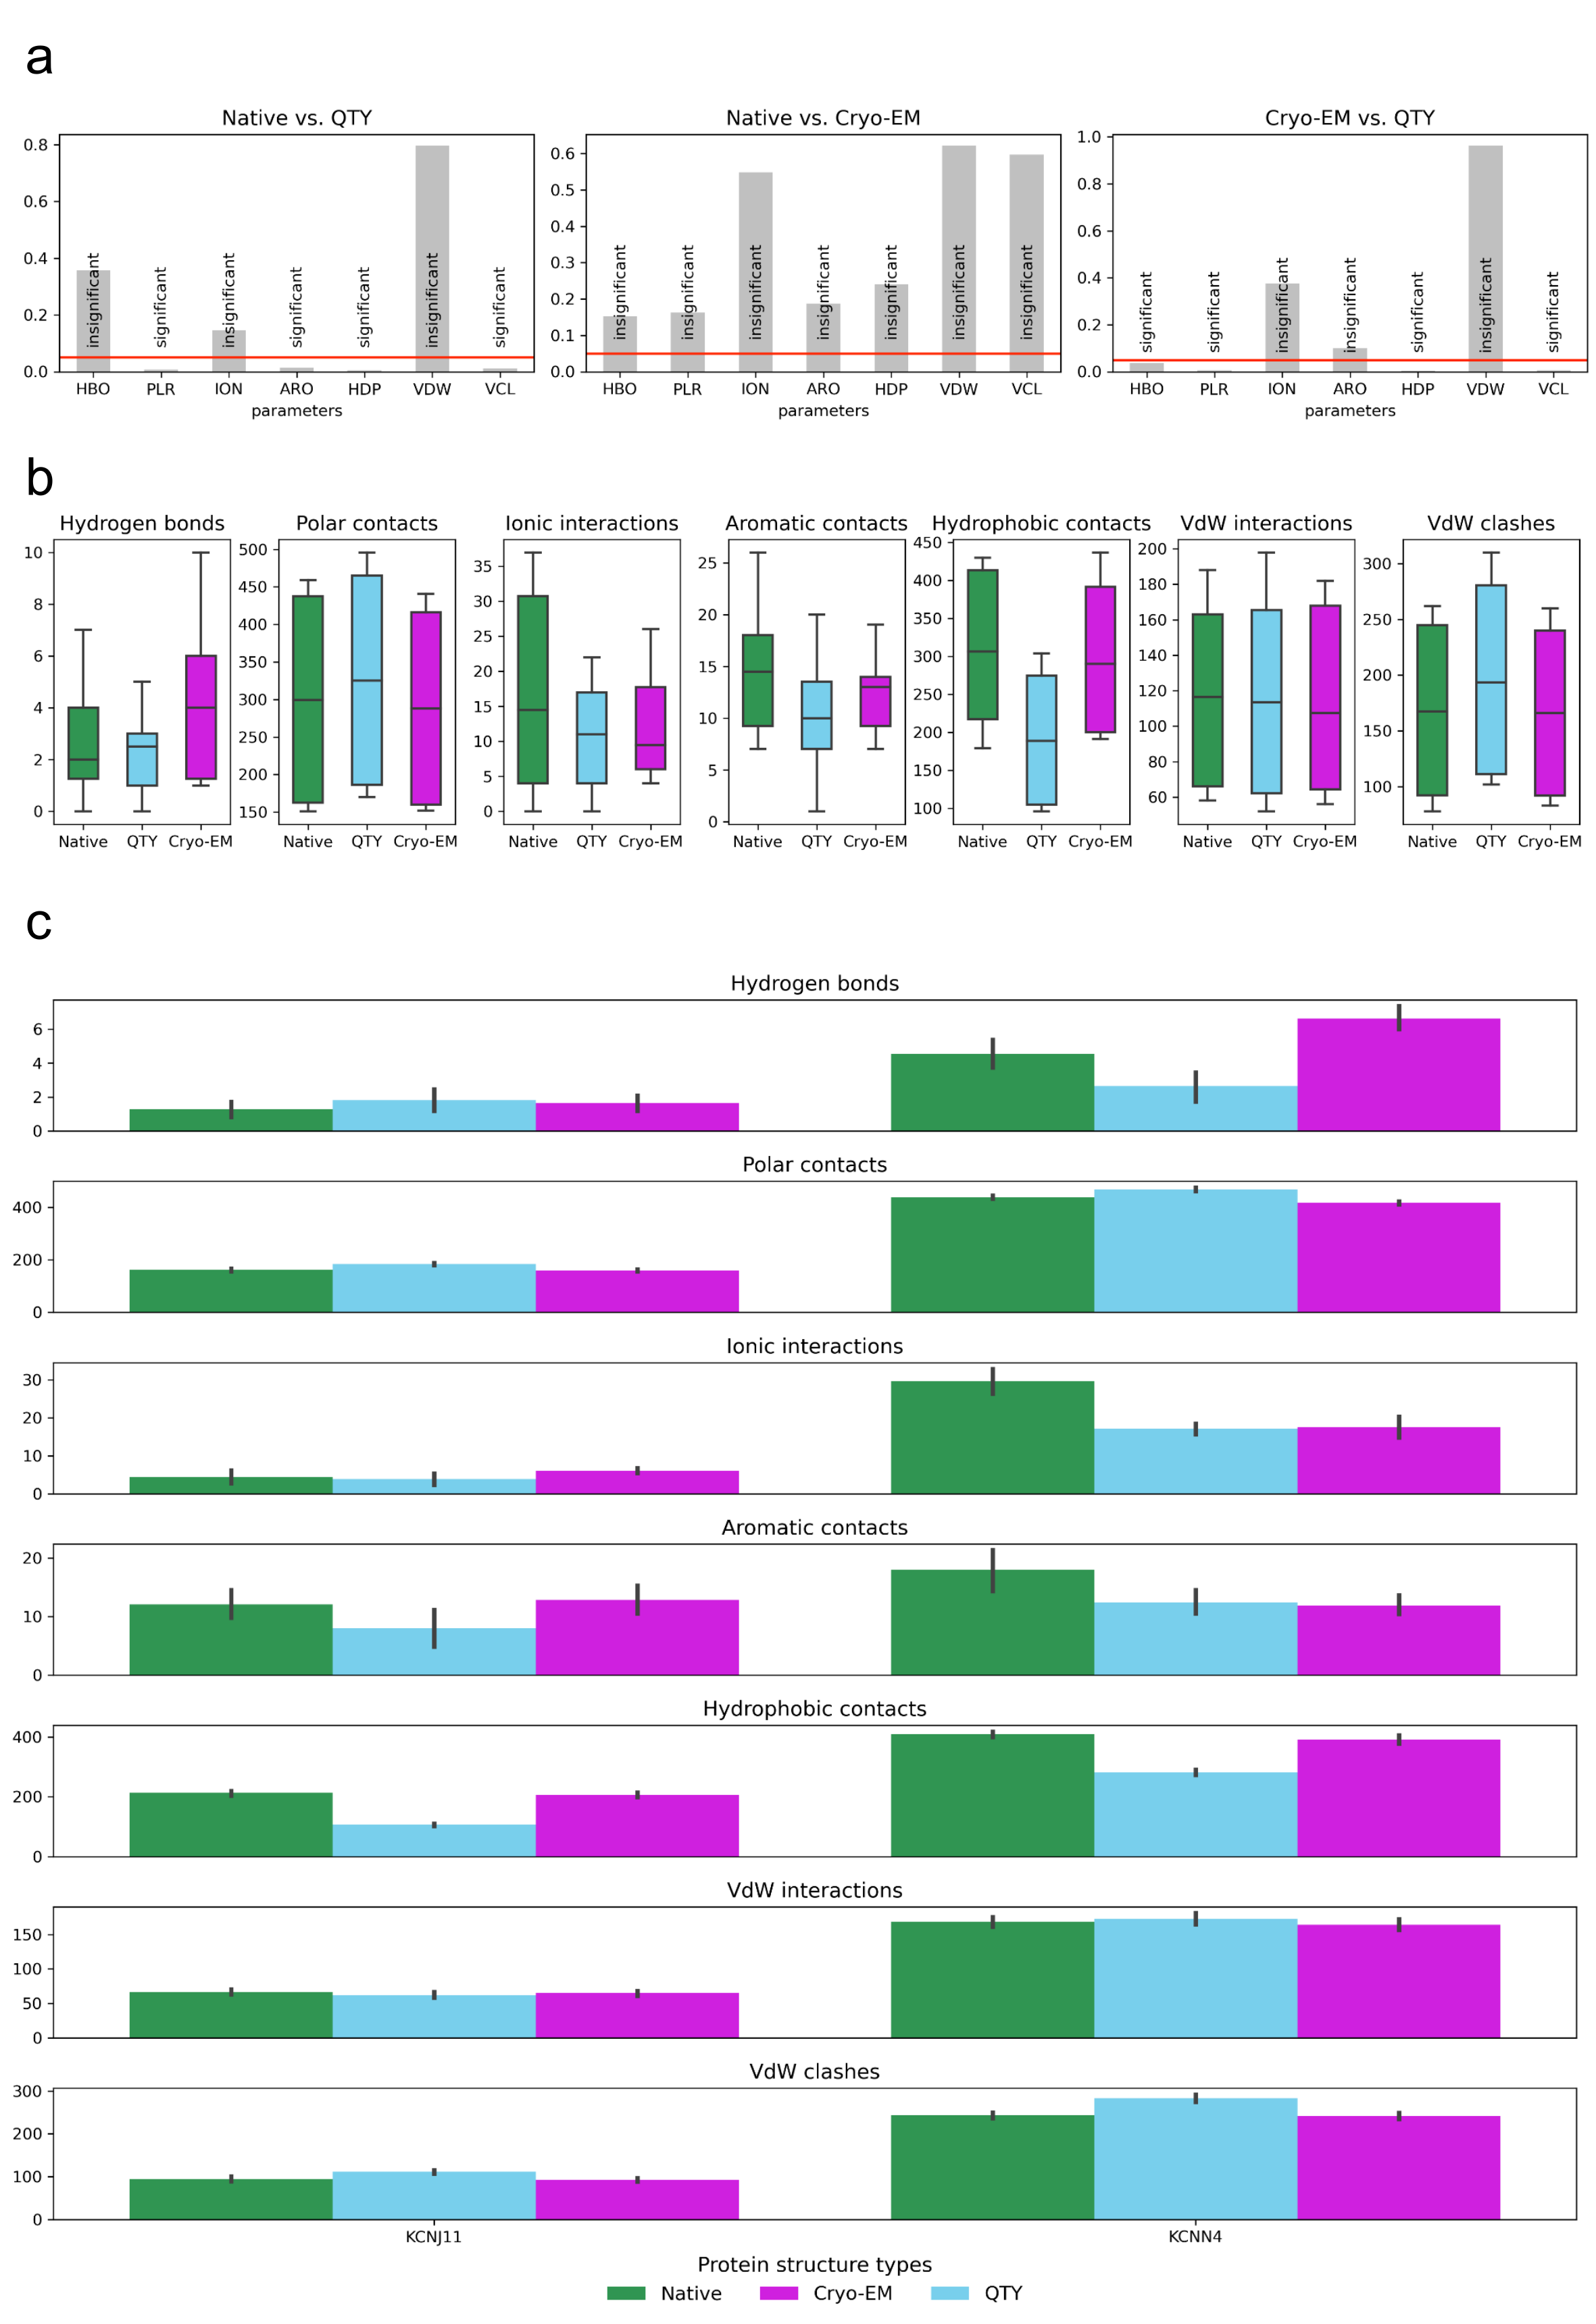 a
Native vs. QTY
Native vs. Cryo-EM
Cryo-EM vs. QTY
0.8
0.6
0.4
0.2
0.0
insignificant
significant
insignificant
significant
significant
insignificant
significant
HBO PLR ION ARO HDP VDW VCL
parameters
0.6
0.5
0.4
0.3
0.2
0.1
0.0
insignificant
insignificant
insignificant
insignificant
insignificant
insignificant
insignificant
HBO PLR ION ARO HDP VDW VCL
parameters
1.0
0.8
0.6
0.4
0.2
0.0
significant
significant
insignificant
insignificant
significant
insignificant
significant
HBO PLR ION ARO HDP VDW VCL
parameters
b
Hydrogen bonds
10
8
6
4
2
0
Native QTY Cryo-EM
Polar contacts
500
450
400
350
300
250
200
150
Native QTY Cryo-EM
Ionic interactions
35
30
25
20
15
10
5
0
Native QTY Cryo-EM
Aromatic contacts
25
20
15
10
5
0
Native QTY Cryo-EM
Hydrophobic contacts
450
400
350
300
250
200
150
100
Native QTY Cryo-EM
VdW interactions
200
180
160
140
120
100
80
60
Native QTY Cryo-EM
VdW clashes
300
250
200
150
100
Native QTY Cryo-EM
c
Hydrogen bonds
6
4
2
0
Polar contacts
400
200
0
Ionic interactions
30
20
10
0
Aromatic contacts
20
10
0
Hydrophobic contacts
400
200
0
VdW interactions
150
100
50
0
VdW clashes
300
200
100
0
KCNJ11 KCNN4
Protein structure types
Native Cryo-EM QTY